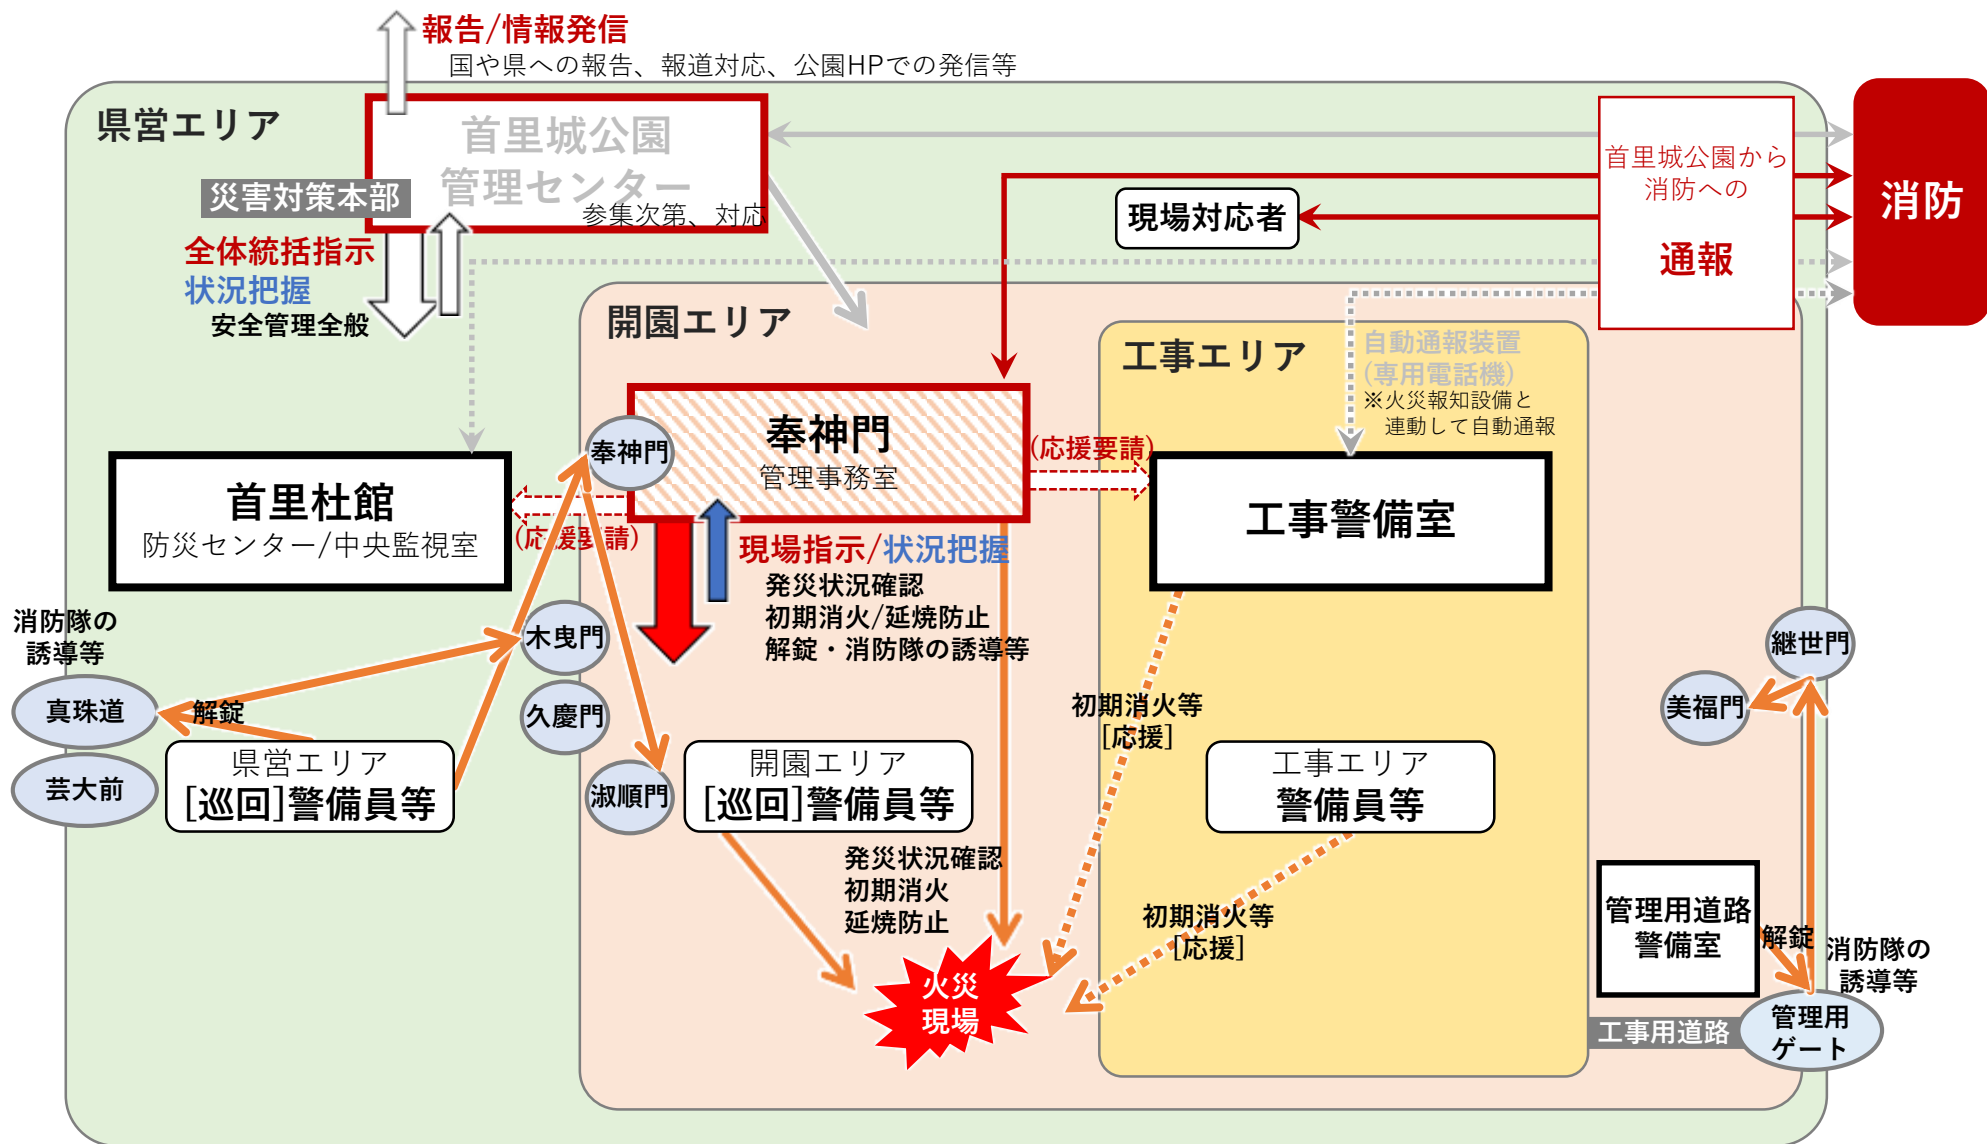 報告/情報発信
国や県への報告、報道対応、公園HPでの発信等
県営エリア
首里城公園
管理センター
災害対策本部
参集次第、対応
全体統括指示
状況把握
安全管理全般
首里城公園から
消防への
通報
消防
現場対応者
開園エリア
工事エリア
自動通報装置
(専用電話機)
※火災報知設備と
連動して自動通報
奉神門
奉神門
管理事務室
(応援要請)
(応援要請)
首里杜館
防災センター/中央監視室
工事警備室
現場指示/状況把握
発災状況確認
初期消火/延焼防止
解錠・消防隊の誘導等
消防隊の
誘導等
木曳門
継世門
真珠道
解錠
久慶門
美福門
初期消火等
[応援]
芸大前
県営エリア
[巡回]警備員等
淑順門
開園エリア
[巡回]警備員等
工事エリア
警備員等
発災状況確認
初期消火
延焼防止
初期消火等
[応援]
管理用道路
警備室
解錠
消防隊の
誘導等
火災
現場
工事用道路
管理用
ゲート